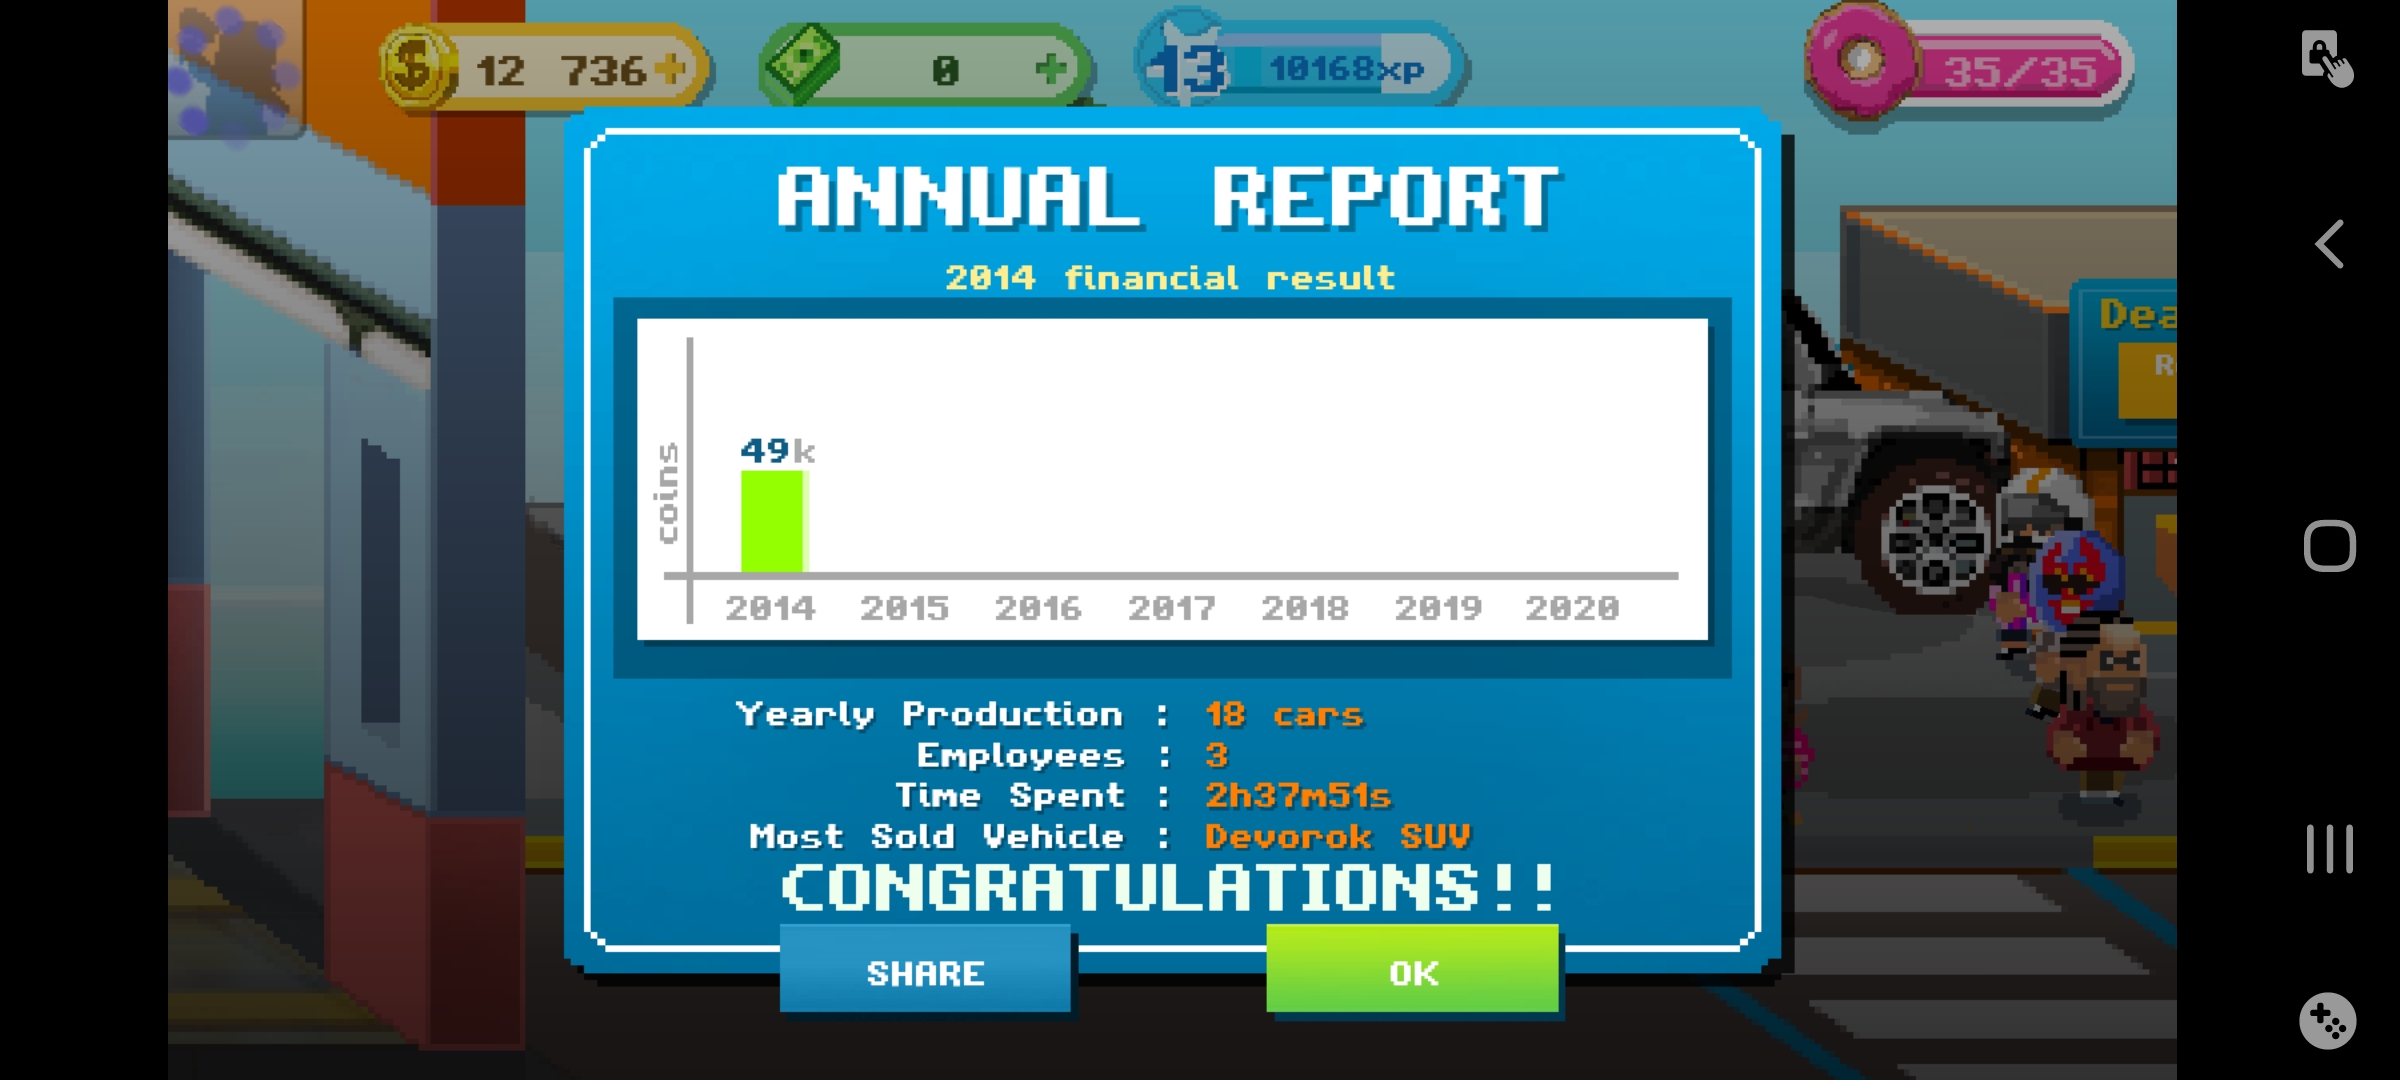 12 736
0
13 10168xp
35/35
ANNUAL REPORT
2014 financial result
49k
coins
2014 2015 2016 2017 2018 2019 2020
Yearly Production : 18 cars
Employees : 3
Time Spent : 2h37m51s
Most Sold Vehicle : Devorok SUV
CONGRATULATIONS!!
SHARE
OK